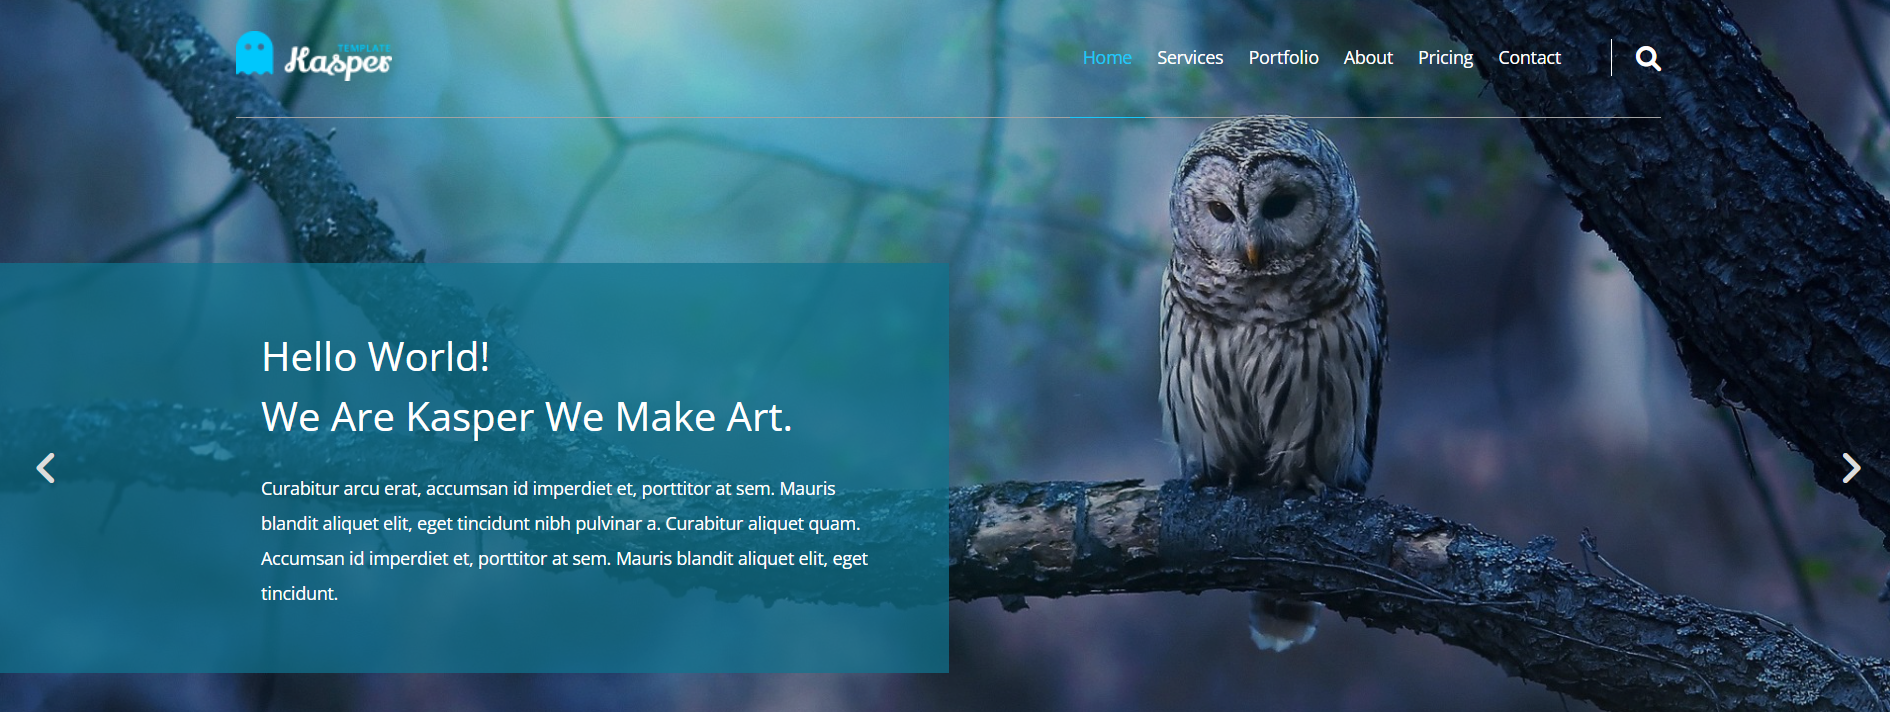 TEMPLATE
Kasper
Home Services Portfolio About Pricing Contact
Hello World!
We Are Kasper We Make Art.
Curabitur arcu erat, accumsan id imperdiet et, porttitor at sem. Mauris
blandit aliquet elit, eget tincidunt nibh pulvinar a. Curabitur aliquet quam.
Accumsan id imperdiet et, porttitor at sem. Mauris blandit aliquet elit, eget
tincidunt.